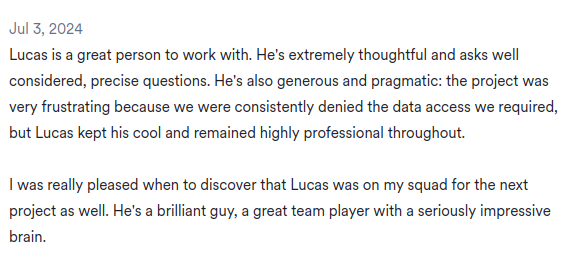 Jul 3, 2024
Lucas is a great person to work with. He's extremely thoughtful and asks well
considered, precise questions. He's also generous and pragmatic: the project was
very frustrating because we were consistently denied the data access we required,
but Lucas kept his cool and remained highly professional throughout.

I was really pleased when to discover that Lucas was on my squad for the next
project as well. He's a brilliant guy, a great team player with a seriously impressive
brain.